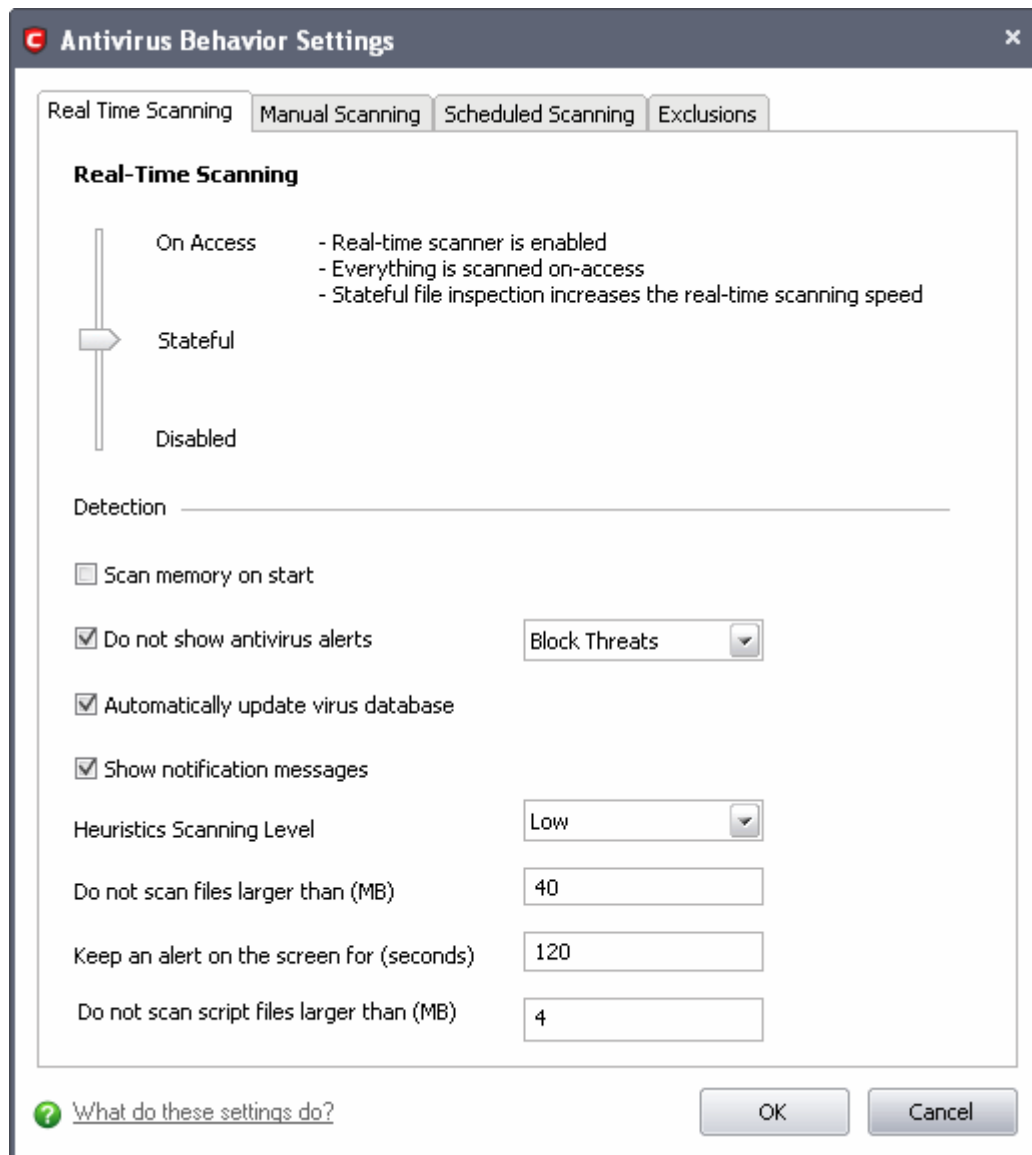 Antivirus Behavior Settings
Real Time Scanning
Manual Scanning
Scheduled Scanning
Exclusions
Real-Time Scanning
On Access
- Real-time scanner is enabled
- Everything is scanned on-access
- Stateful file inspection increases the real-time scanning speed
Stateful
Disabled
Detection
Scan memory on start
Do not show antivirus alerts
Block Threats
Automatically update virus database
Show notification messages
Heuristics Scanning Level
Low
Do not scan files larger than (MB)
40
Keep an alert on the screen for (seconds)
120
Do not scan script files larger than (MB)
4
What do these settings do?
OK
Cancel